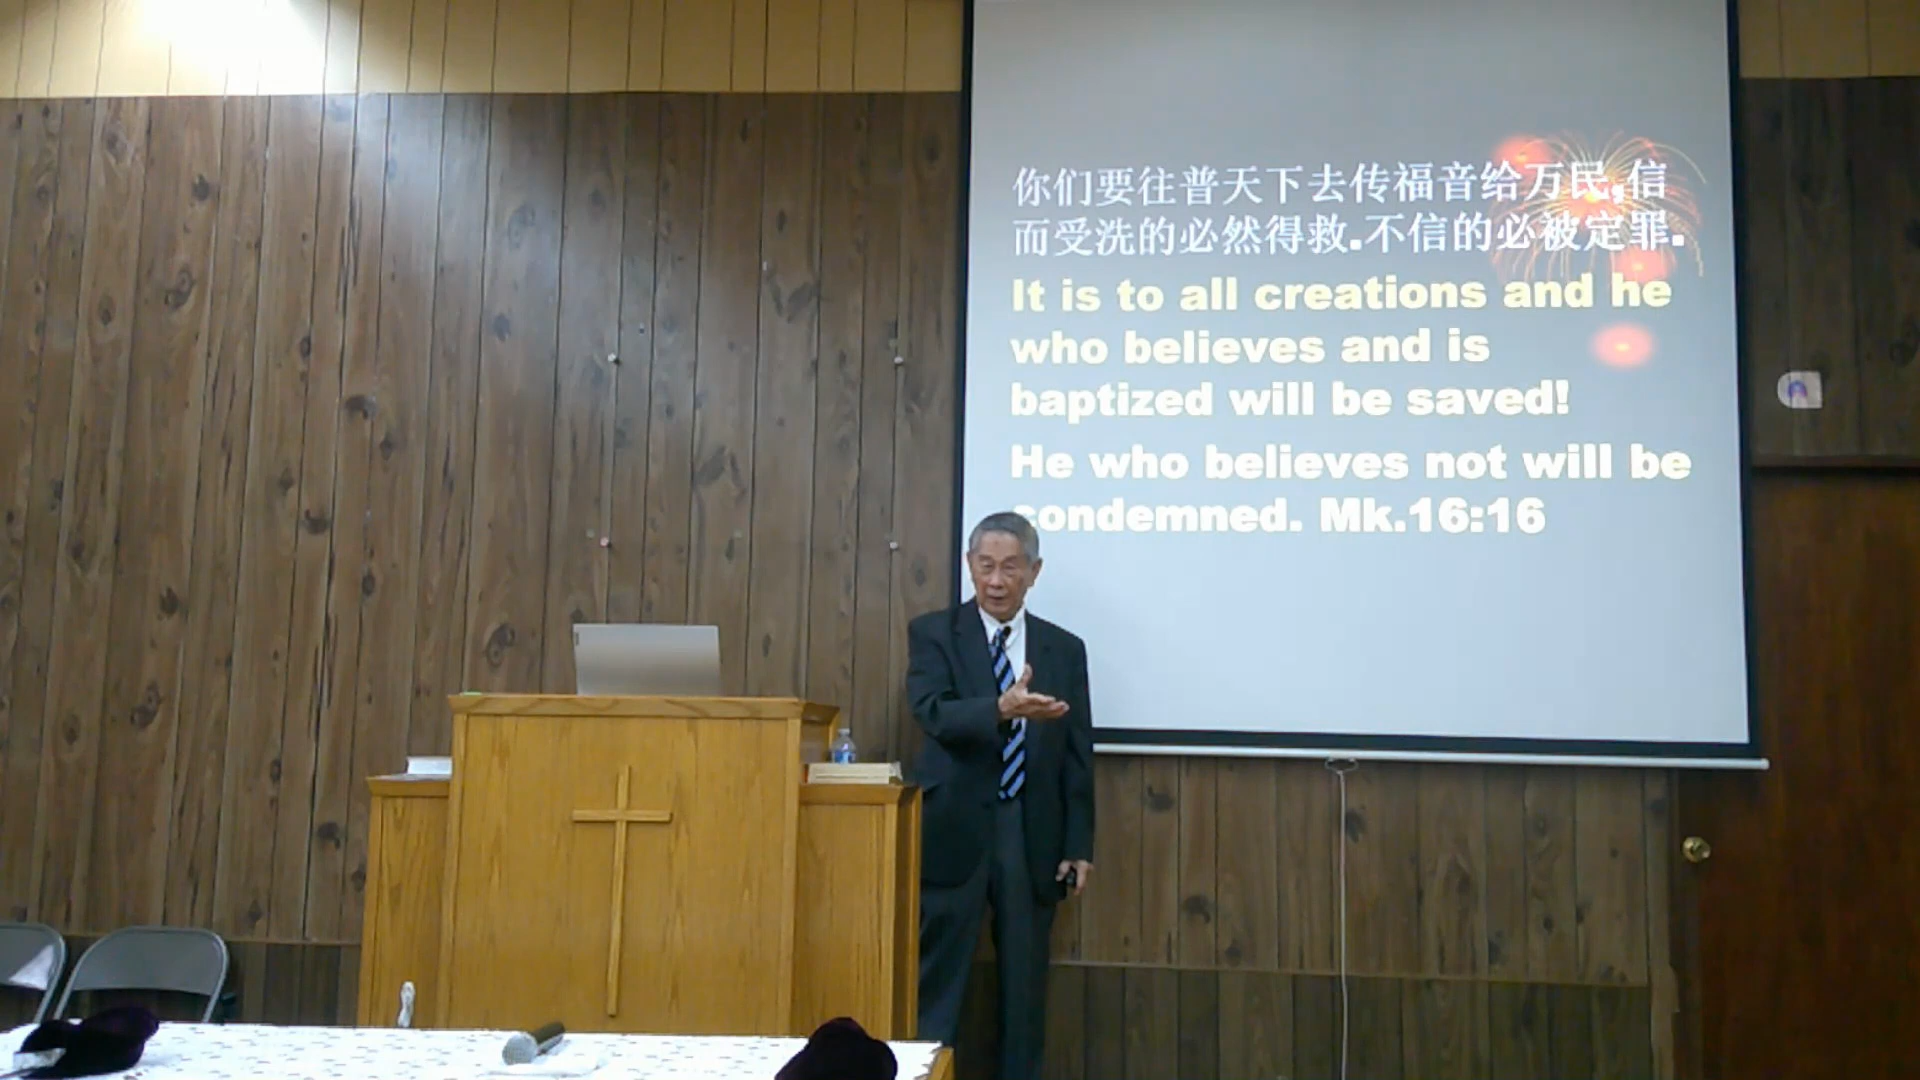 你们要往普天下去传福音给万民,信
而受洗的必然得救.不信的必被定罪.
It is to all creations and he
who believes and is
baptized will be saved!
He who believes not will be
condemned. Mk.16:16